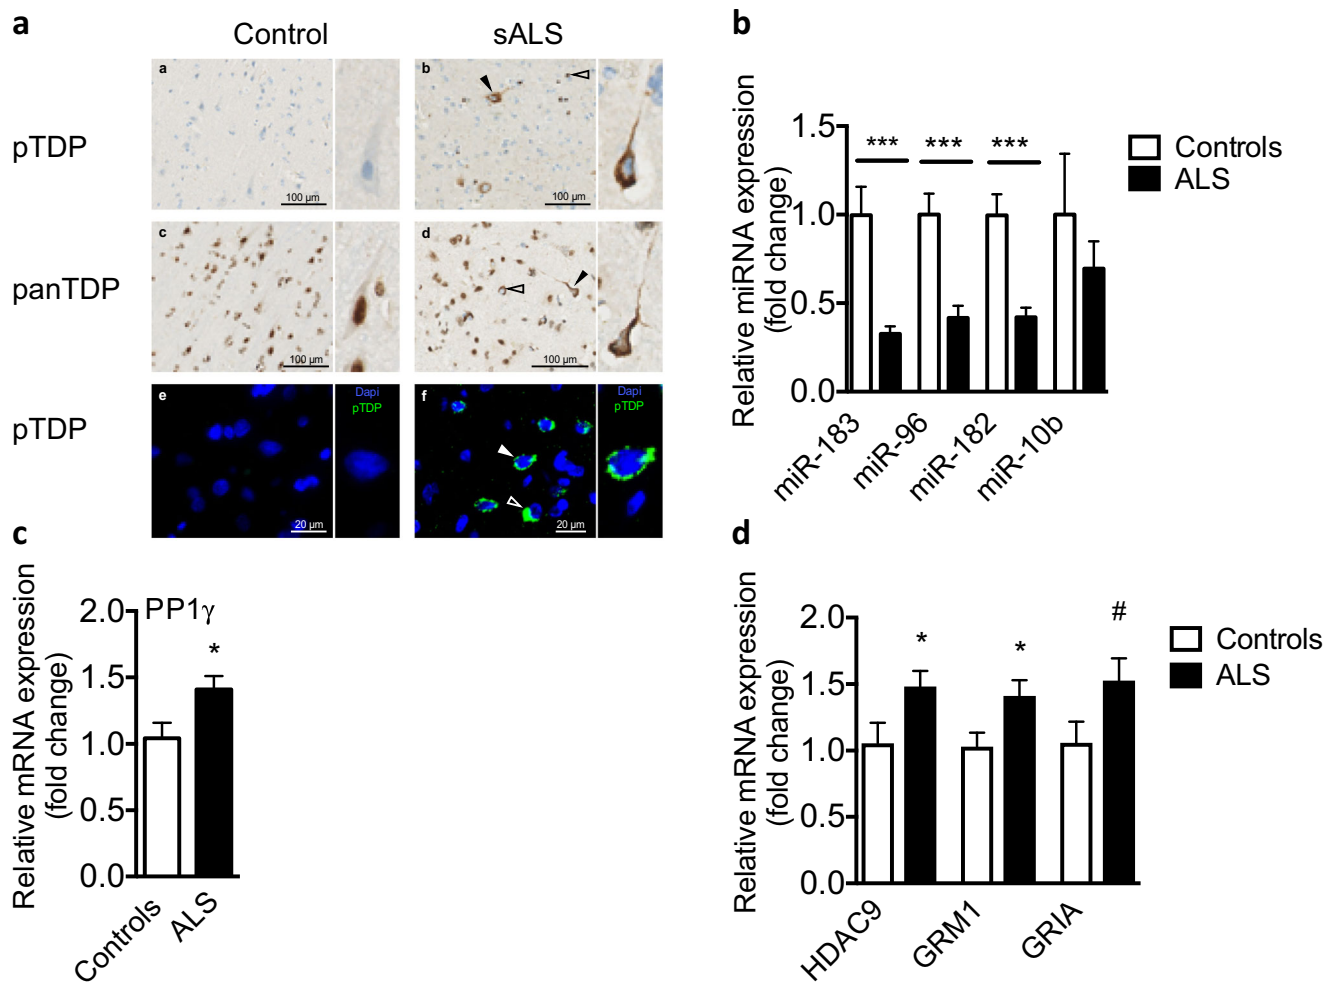 a
Control
sALS
pTDP
a
100 µm
b
100 µm
panTDP
c
100 µm
d
100 µm
pTDP
e
Dapi
pTDP
20 µm
f
Dapi
pTDP
20 µm
b
Relative miRNA expression
(fold change)
1.5
1.0
0.5
0.0
***
***
***
miR-183
miR-96
miR-182
miR-10b
Controls
ALS
c
Relative mRNA expression
(fold change)
2.0
1.5
1.0
0.5
0.0
PP1γ
*
Controls
ALS
d
Relative mRNA expression
(fold change)
2.0
1.5
1.0
0.5
0.0
*
*
#
HDAC9
GRM1
GRIA
Controls
ALS